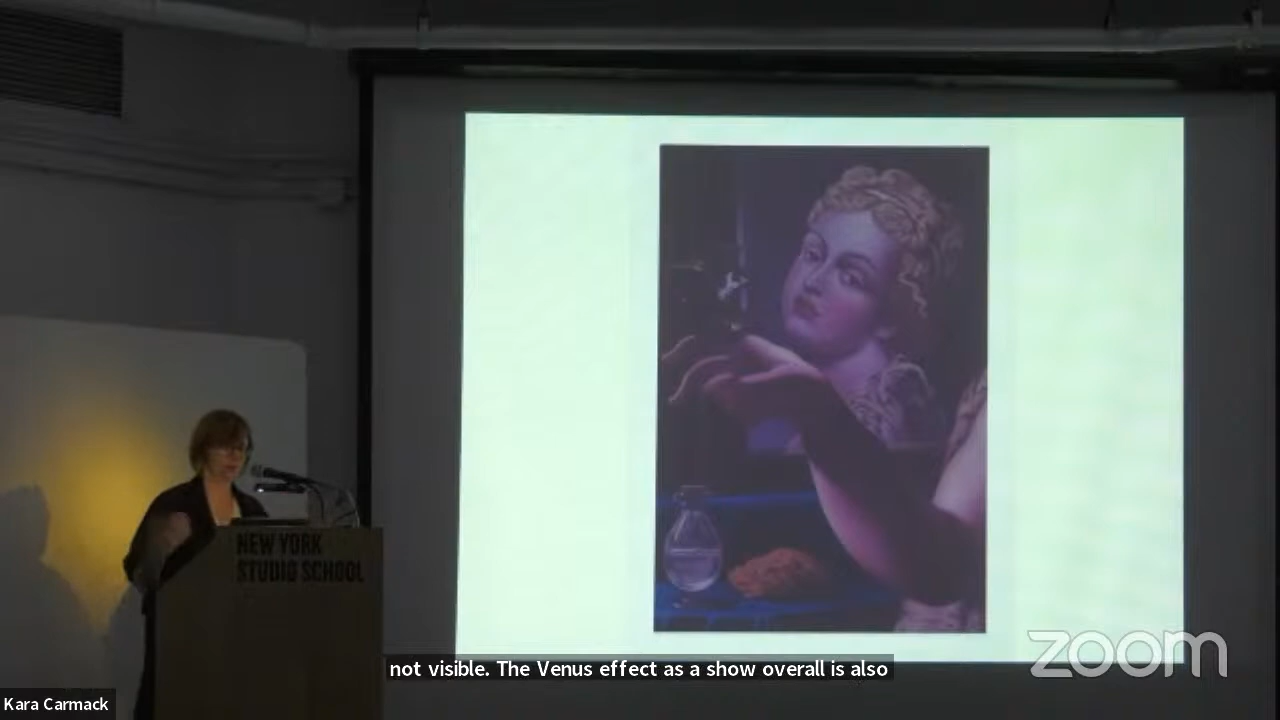 NEW YORK
STUDIO SCHOOL
not visible. The Venus effect as a show overall is also
zoom
Kara Carmack